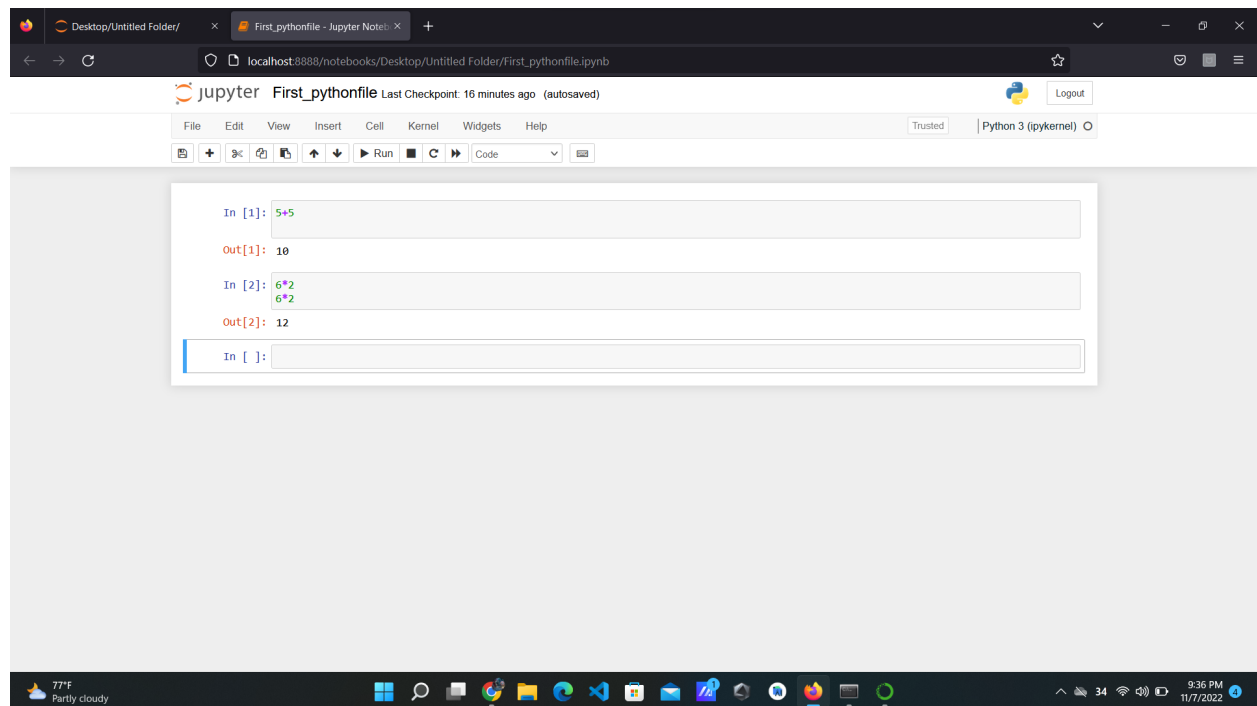 Desktop/Untitled Folder/
First_pythonfile - Jupyter Noteb
localhost:8888/notebooks/Desktop/Untitled Folder/First_pythonfile.ipynb
jupyter First_pythonfile Last Checkpoint: 16 minutes ago (autosaved)
Logout
File Edit View Insert Cell Kernel Widgets Help
Trusted Python 3 (ipykernel)
Run Code
In [1]: 5+5
Out[1]: 10
In [2]: 6*2
6*2
Out[2]: 12
In [ ]:
77°F
Partly cloudy
34
9:36 PM
11/7/2022
4